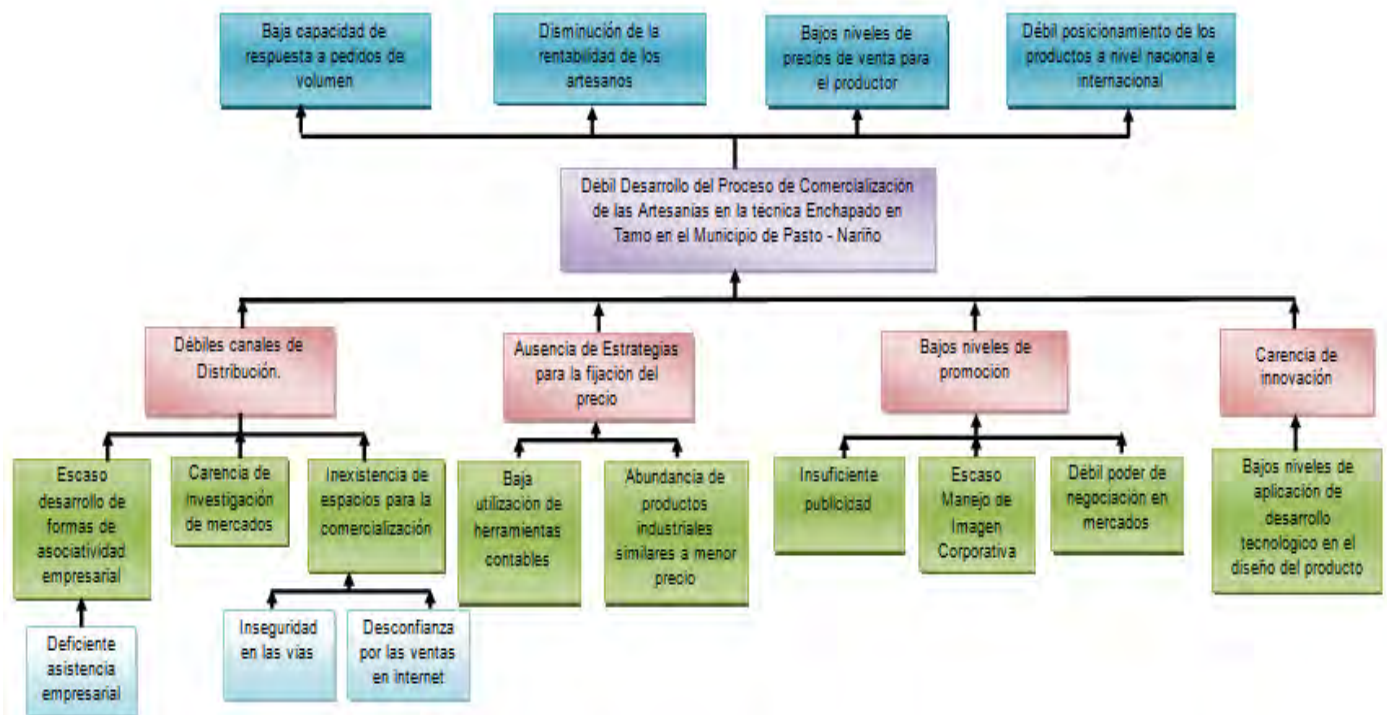 Baja capacidad de
respuesta a pedidos de
volumen
Disminución de la
rentabilidad de los
artesanos
Bajos niveles de
precios de venta para
el productor
Débil posicionamiento de los
productos a nivel nacional e
internacional
Débil Desarrollo del Proceso de Comercialización
de las Artesanías en la técnica Enchapado en
Tamo en el Municipio de Pasto - Nariño
Débiles canales de
Distribución.
Ausencia de Estrategias
para la fijación del
precio
Bajos niveles de
promoción
Carencia de
innovación
Escaso
desarrollo de
formas de
asociatividad
empresarial
Carencia de
investigación
de mercados
Inexistencia de
espacios para la
comercialización
Baja
utilización de
herramientas
contables
Abundancia de
productos
industriales
similares a menor
precio
Insuficiente
publicidad
Escaso
Manejo de
Imagen
Corporativa
Débil poder de
negociación en
mercados
Bajos niveles de
aplicación de
desarrollo
tecnologico en el
diseño del producto
Deficiente
asistencia
empresarial
Inseguridad
en las vías
Desconfianza
por las ventas
en internet